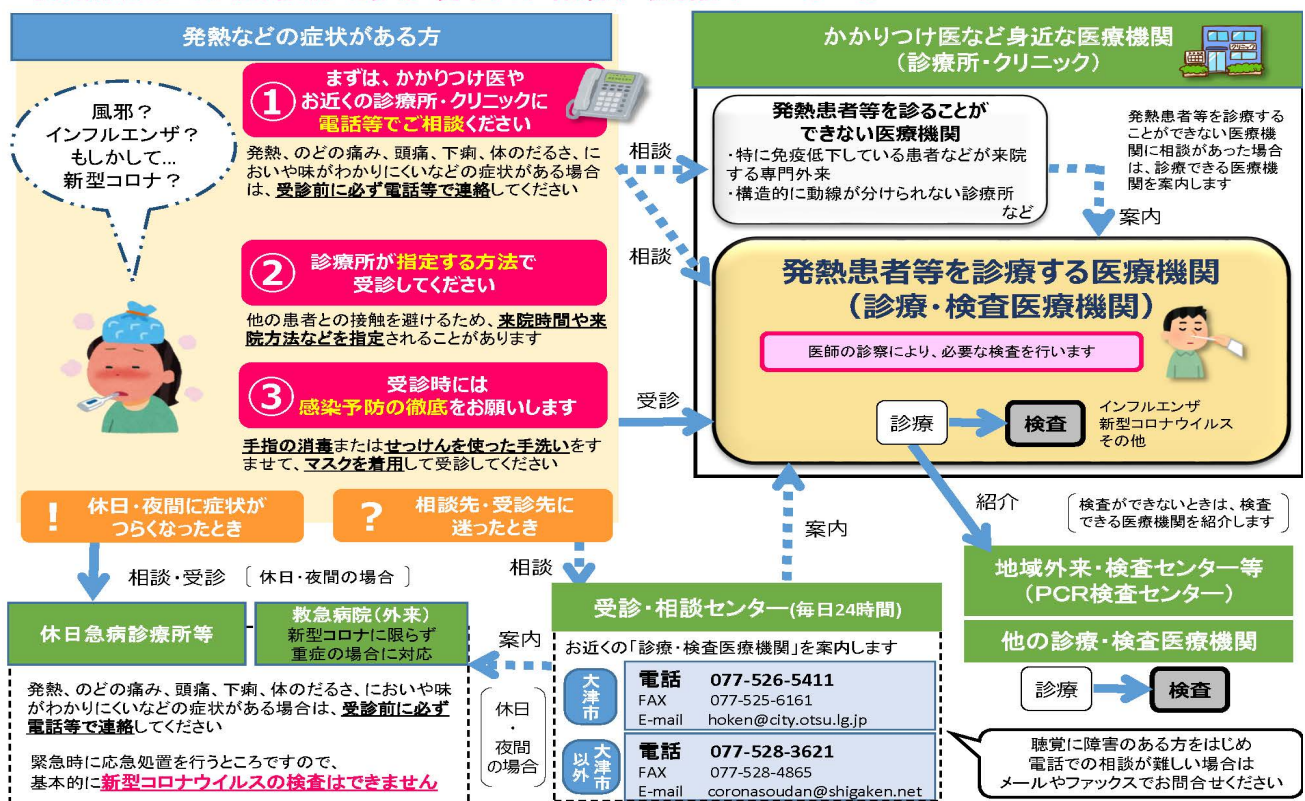 発熱などの症状がある方
風邪？
インフルエンザ？
もしかして…
新型コロナ？
①
まずは、かかりつけ医や
お近くの診療所・クリニックに
電話等でご相談ください
発熱、のどの痛み、頭痛、下痢、体のだるさ、に
おいや味がわかりにくいなどの症状がある場合
は、受診前に必ず電話等で連絡してください
②
診療所が指定する方法で
受診してください
他の患者との接触を避けるため、来院時間や来
院方法などを指定されることがあります
③
受診時には
感染予防の徹底をお願いします
手指の消毒またはせっけんを使った手洗いをす
ませて、マスクを着用して受診してください
!
休日・夜間に症状が
つらくなったとき
?
相談先・受診先に
迷ったとき
相談
相談
受診
かかりつけ医など身近な医療機関
（診療所・クリニック）
クリニック
発熱患者等を診ることが
できない医療機関
・特に免疫低下している患者などが来院
する専門外来
・構造的に動線が分けられない診療所
など
発熱患者等を診療する
ことができない医療機
関に相談があった場合
は、診療できる医療機
関を案内します
案内
発熱患者等を診療する医療機関
（診療・検査医療機関）
医師の診察により、必要な検査を行います
診療
検査
インフルエンザ
新型コロナウイルス
その他
紹介
検査ができないときは、検査
できる医療機関を紹介します
案内
地域外来・検査センター等
（PCR検査センター）
他の診療・検査医療機関
診療
検査
相談・受診
〔 休日・夜間の場合 〕
相談
休日急病診療所等
救急病院（外来）
新型コロナに限らず
重症の場合に対応
発熱、のどの痛み、頭痛、下痢、体のだるさ、においや味
がわかりにくいなどの症状がある場合は、受診前に必ず
電話等で連絡してください
緊急時に応急処置を行うところですので、
基本的に新型コロナウイルスの検査はできません
案内
休日
・
夜間
の場合
受診・相談センター(毎日24時間)
お近くの「診療・検査医療機関」を案内します
大津市
電話 077-526-5411
FAX 077-525-6161
E-mail hoken@city.otsu.lg.jp
大津市以外
電話 077-528-3621
FAX 077-528-4865
E-mail coronasoudan@shigaken.net
聴覚に障害のある方をはじめ
電話での相談が難しい場合は
メールやファックスでお問合せください